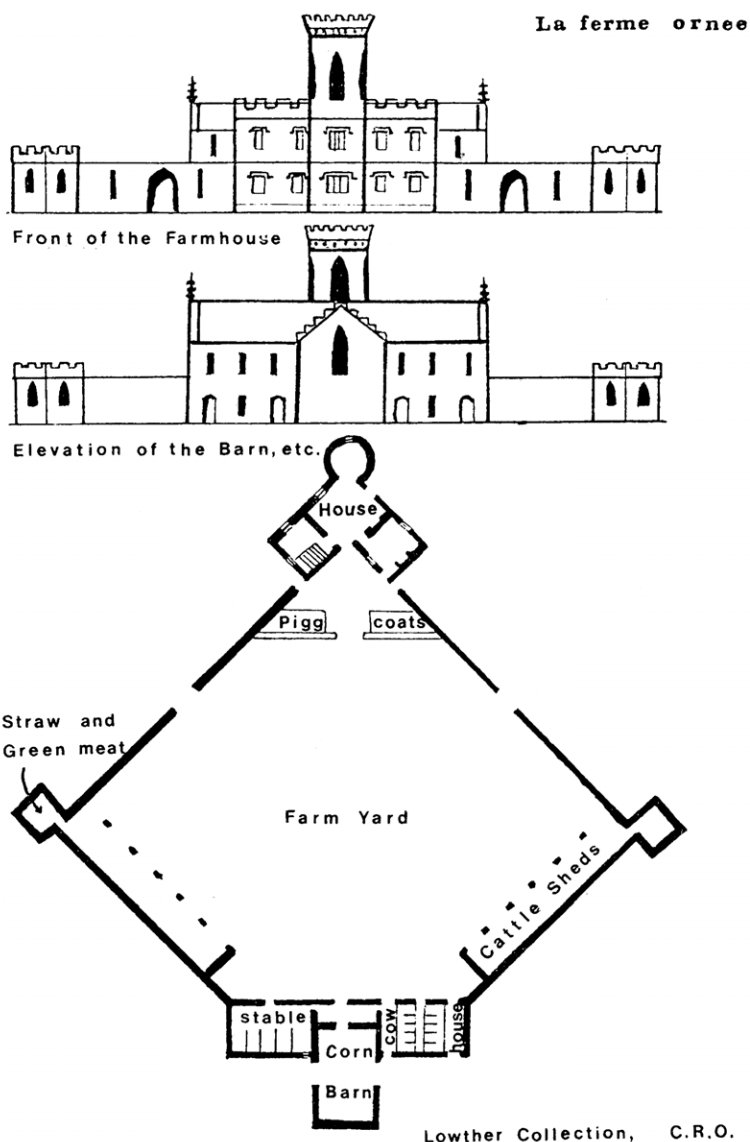 La ferme ornee
Front of the Farmhouse
Elevation of the Barn, etc.
House
Pigg coats
Straw and
Green meat
Farm Yard
Cattle Sheds
stable
cow house
Corn
Barn
Lowther Collection, C.R.O.